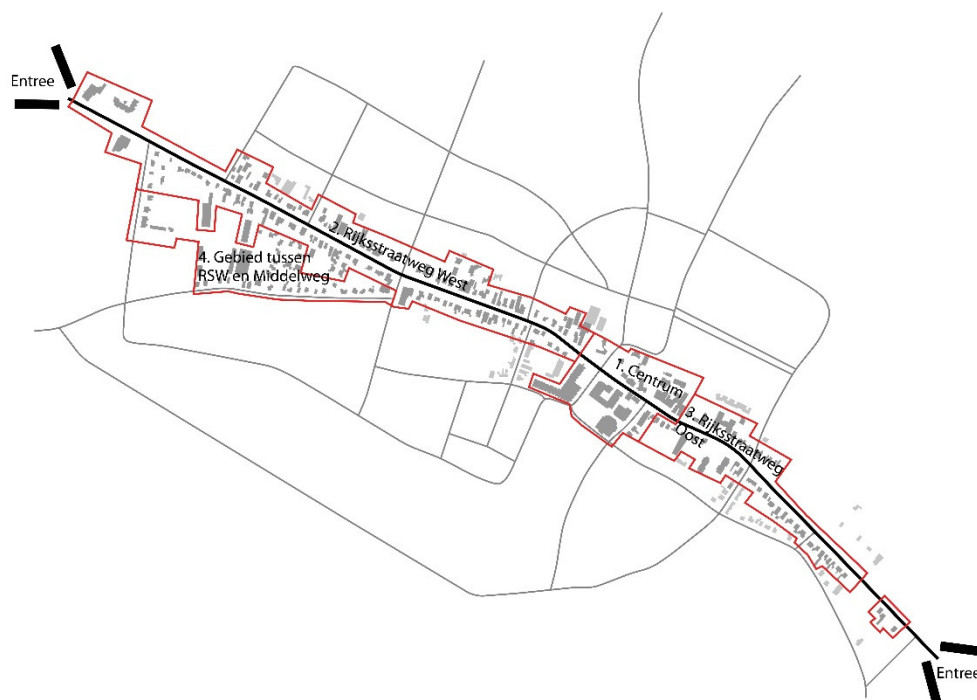 Entree
2. Rijksstraatweg West
4. Gebied tussen
RSW en Middelweg
1. Centrum
3. Rijksstraatweg
Oost
Entree